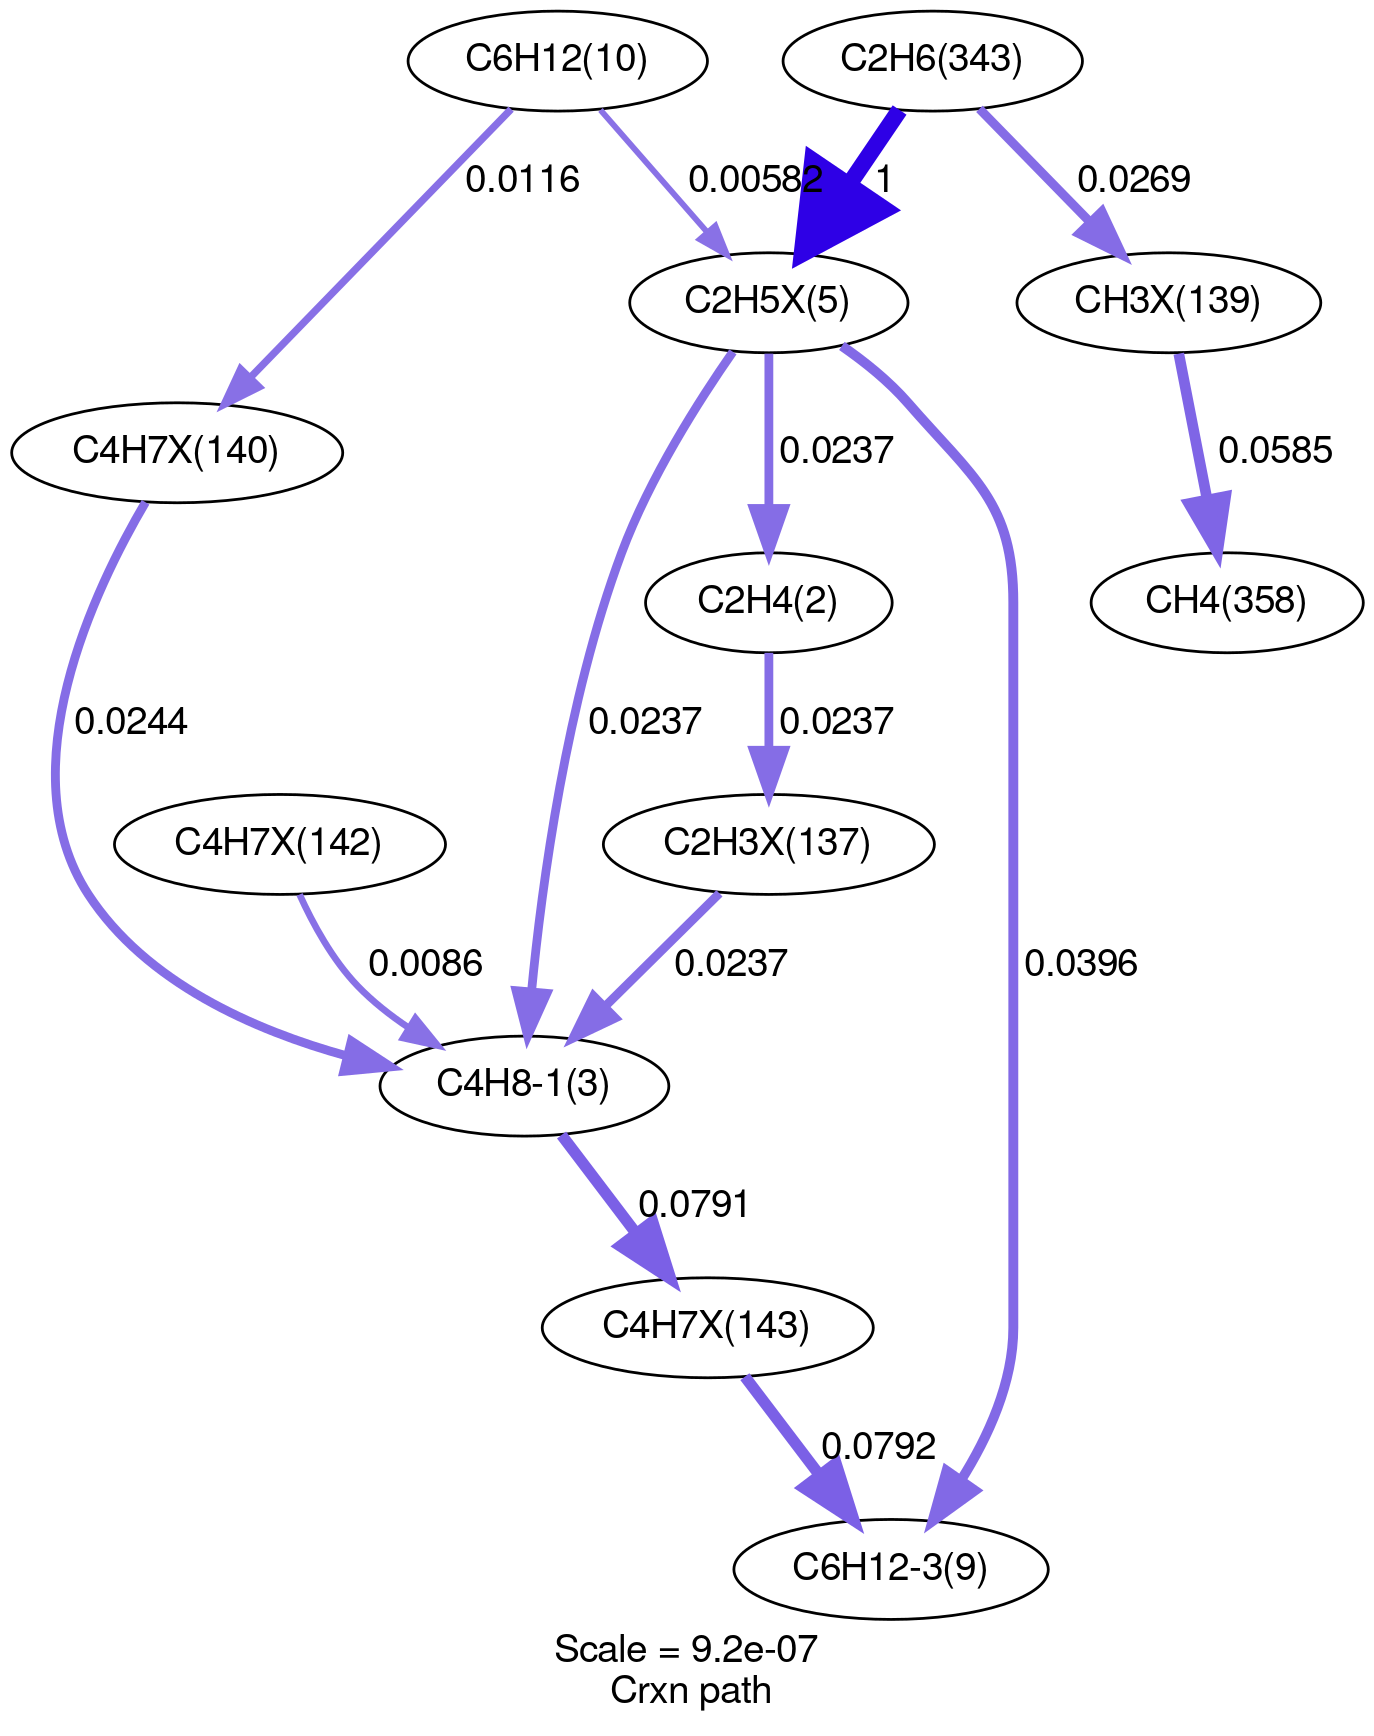 C6H12(10)
C2H6(343)
0.0116
0.00582
1
0.0269
C2H5X(5)
CH3X(139)
C4H7X(140)
0.0237
0.0585
C2H4(2)
CH4(358)
0.0244
0.0237
0.0237
C4H7X(142)
C2H3X(137)
0.0086
0.0237
0.0396
C4H8-1(3)
0.0791
C4H7X(143)
0.0792
C6H12-3(9)
Scale = 9.2e-07
Crxn path